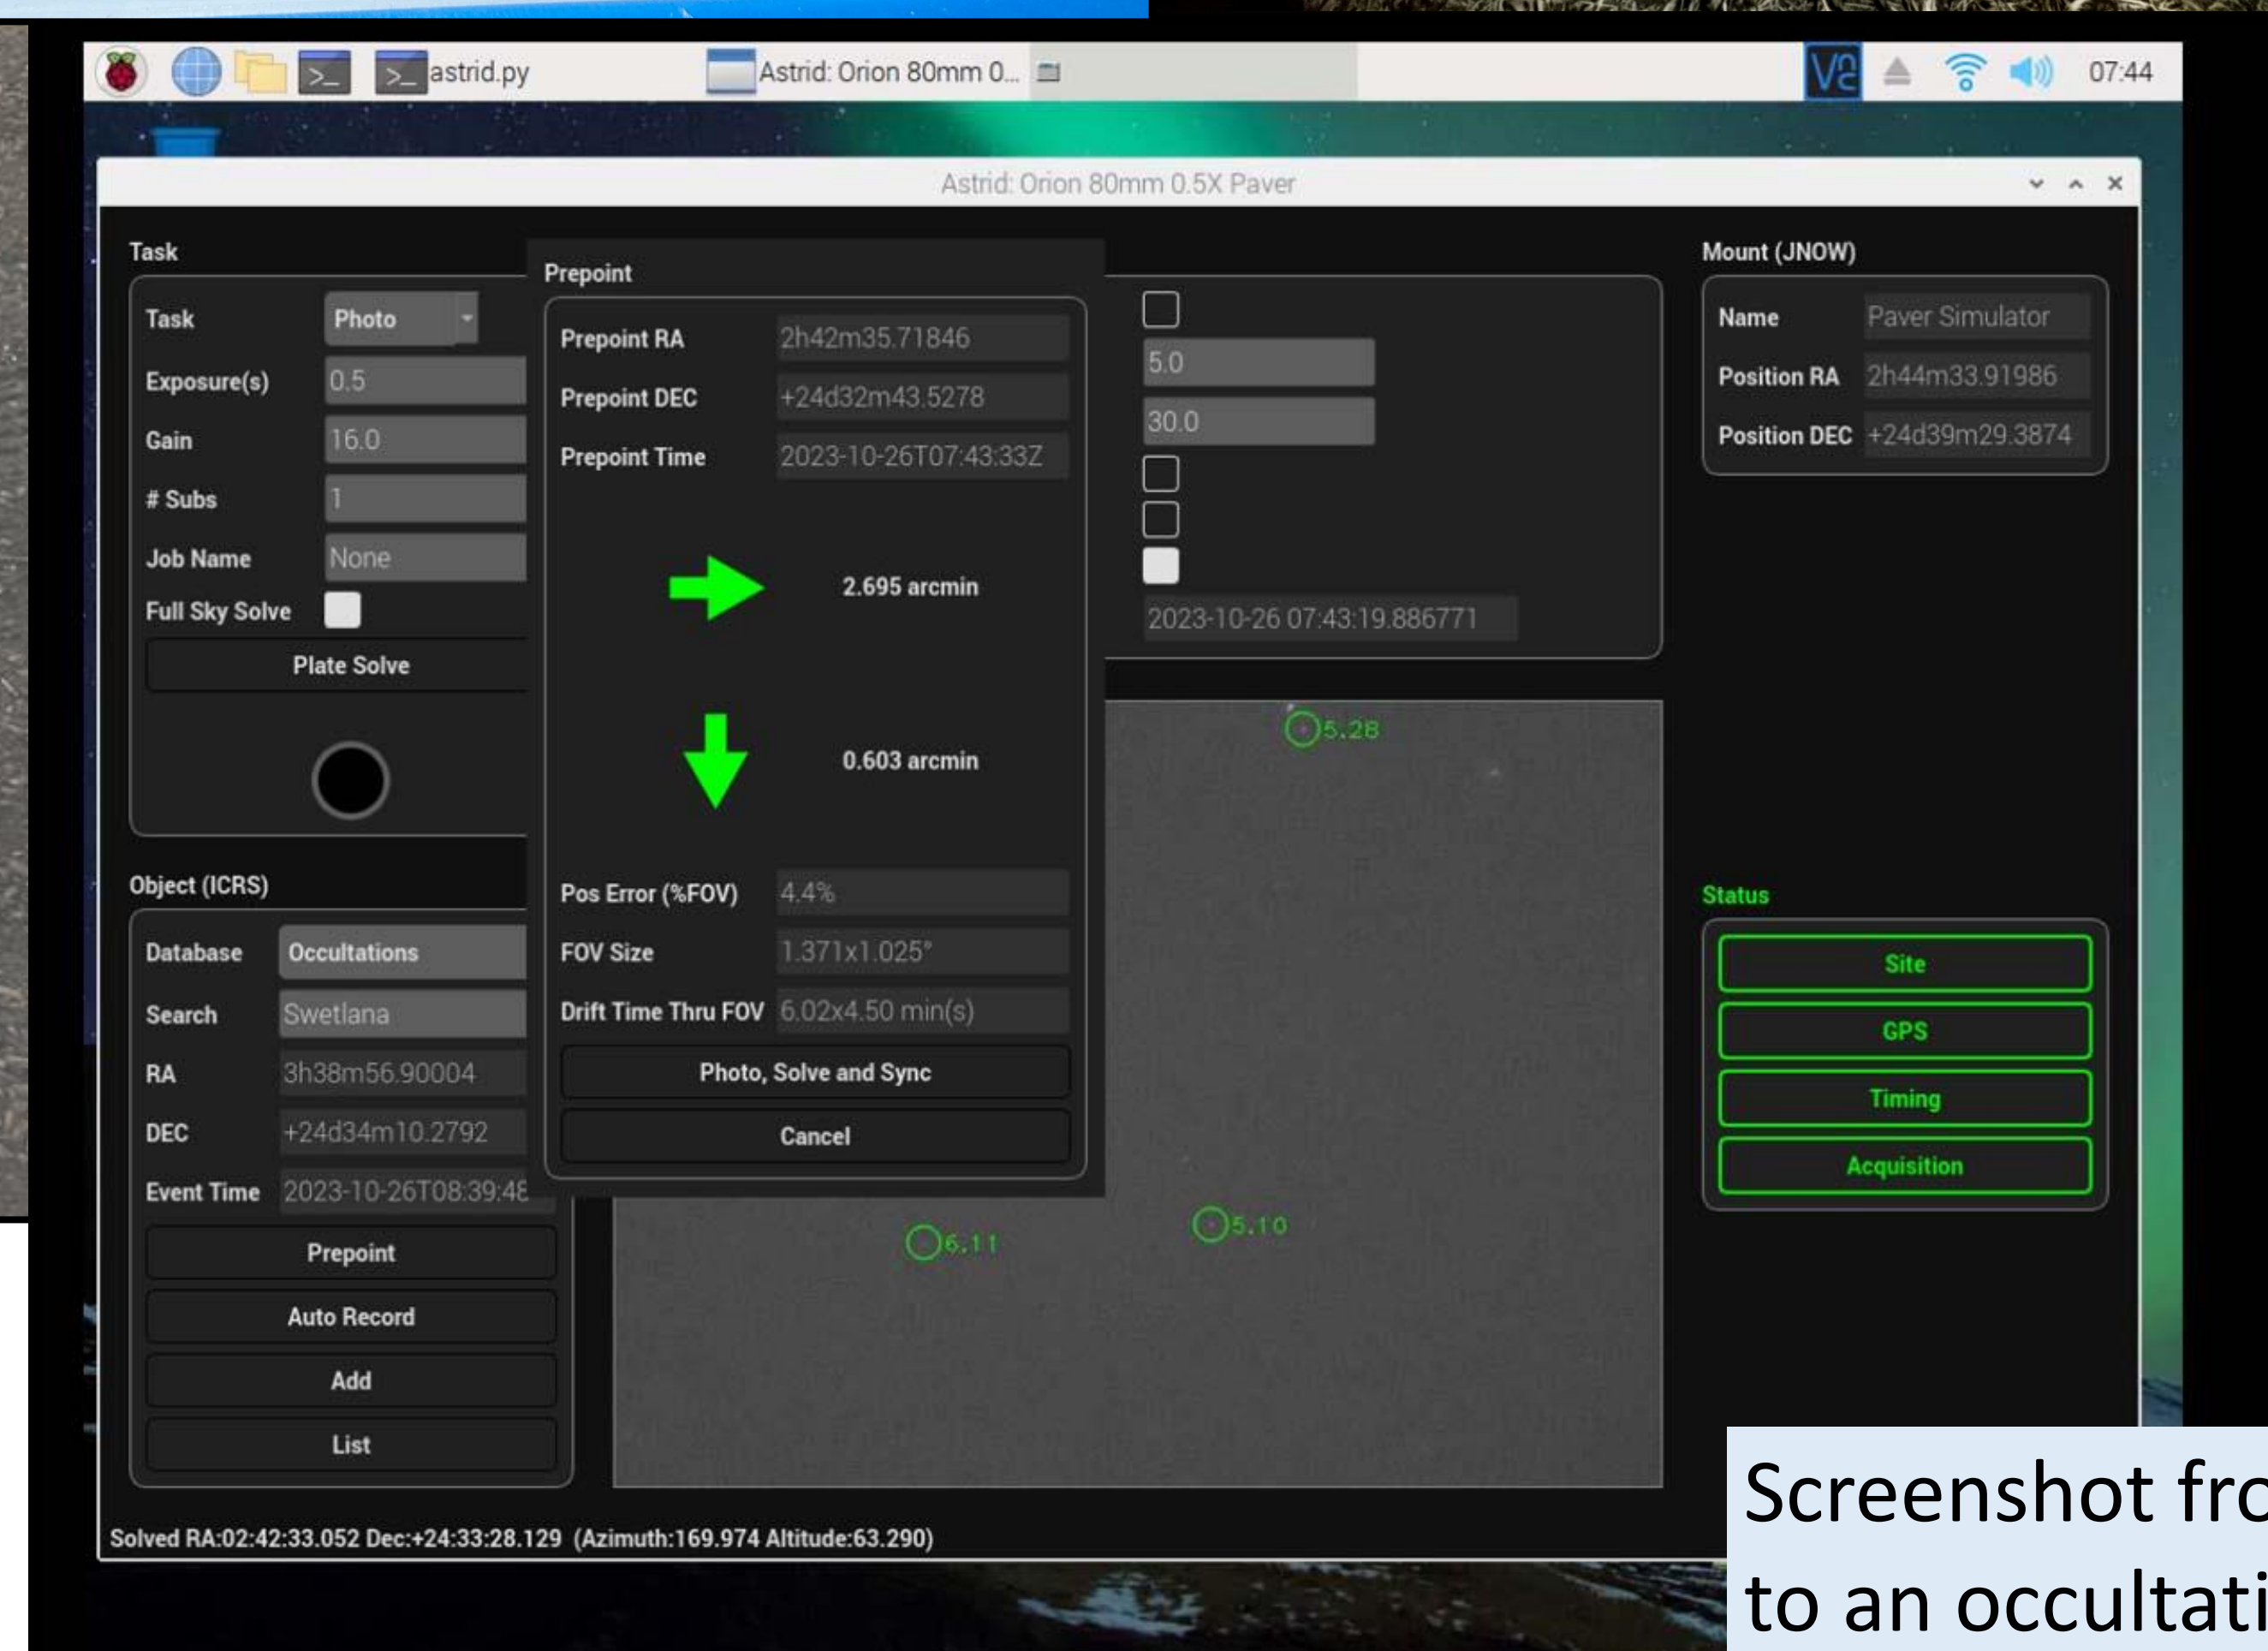 astrid.py
Astrid: Orion 80mm 0...
07:44
Astrid: Orion 80mm 0.5X Paver
Task
Task Photo
Exposure(s) 0.5
Gain 16.0
# Subs 1
Job Name None
Full Sky Solve
Plate Solve
Object (ICRS)
Database Occultations
Search Swetlana
RA 3h38m56.90004
DEC +24d34m10.2792
Event Time 2023-10-26T08:39:48
Prepoint
Auto Record
Add
List
Prepoint
Prepoint RA 2h42m35.71846
Prepoint DEC +24d32m43.5278
Prepoint Time 2023-10-26T07:43:33Z
2.695 arcmin
0.603 arcmin
Pos Error (%FOV) 4.4%
FOV Size 1.371x1.025°
Drift Time Thru FOV 6.02x4.50 min(s)
Photo, Solve and Sync
Cancel
5.0
30.0
2023-10-26 07:43:19.886771
5.28
6.11
5.10
Mount (JNOW)
Name Paver Simulator
Position RA 2h44m33.91986
Position DEC +24d39m29.3874
Status
Site
GPS
Timing
Acquisition
Solved RA:02:42:33.052 Dec:+24:33:28.129 (Azimuth:169.974 Altitude:63.290)
Screenshot fro
to an occultati